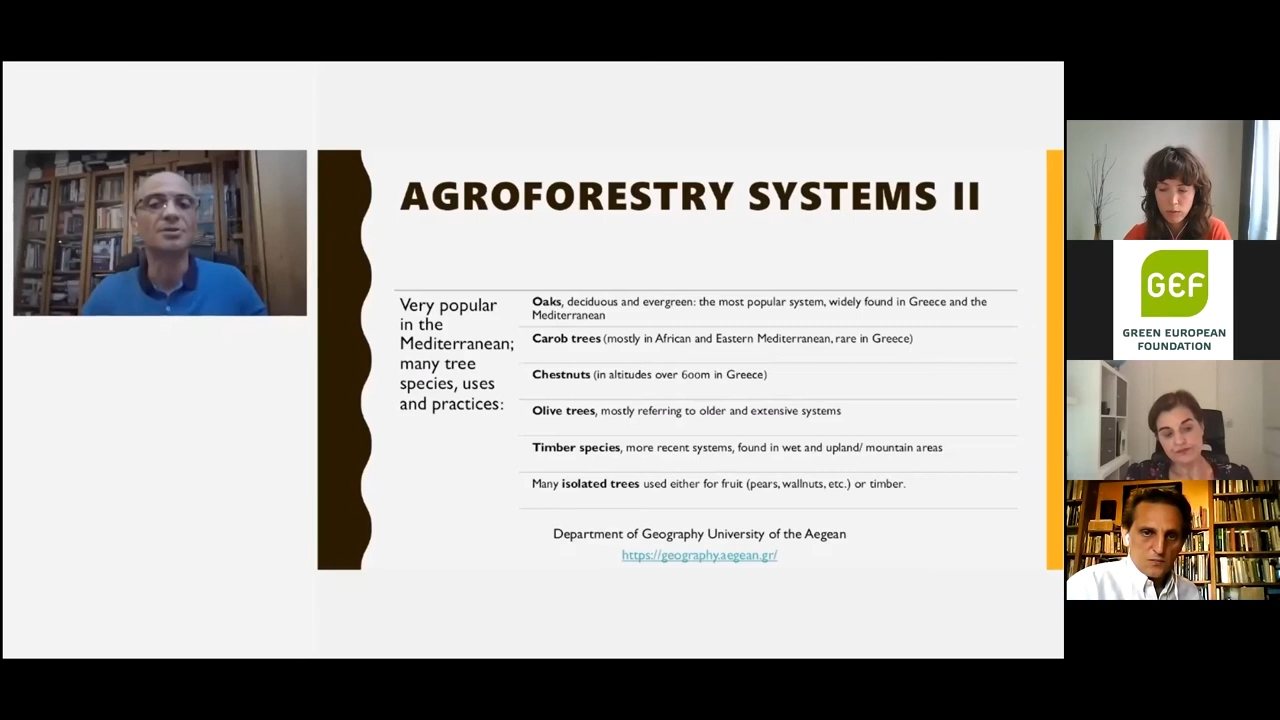 AGROFORESTRY SYSTEMS II
Very popular
in the
Mediterranean;
many tree
species, uses
and practices:
Oaks, deciduous and evergreen: the most popular system, widely found in Greece and the
Mediterranean
Carob trees (mostly in African and Eastern Mediterranean, rare in Greece)
Chestnuts (in altitudes over 600m in Greece)
Olive trees, mostly referring to older and extensive systems
Timber species, more recent systems, found in wet and upland/ mountain areas
Many isolated trees used either for fruit (pears, wallnuts, etc.) or timber.
Department of Geography University of the Aegean
https://geography.aegean.gr/
GEF
GREEN EUROPEAN
FOUNDATION